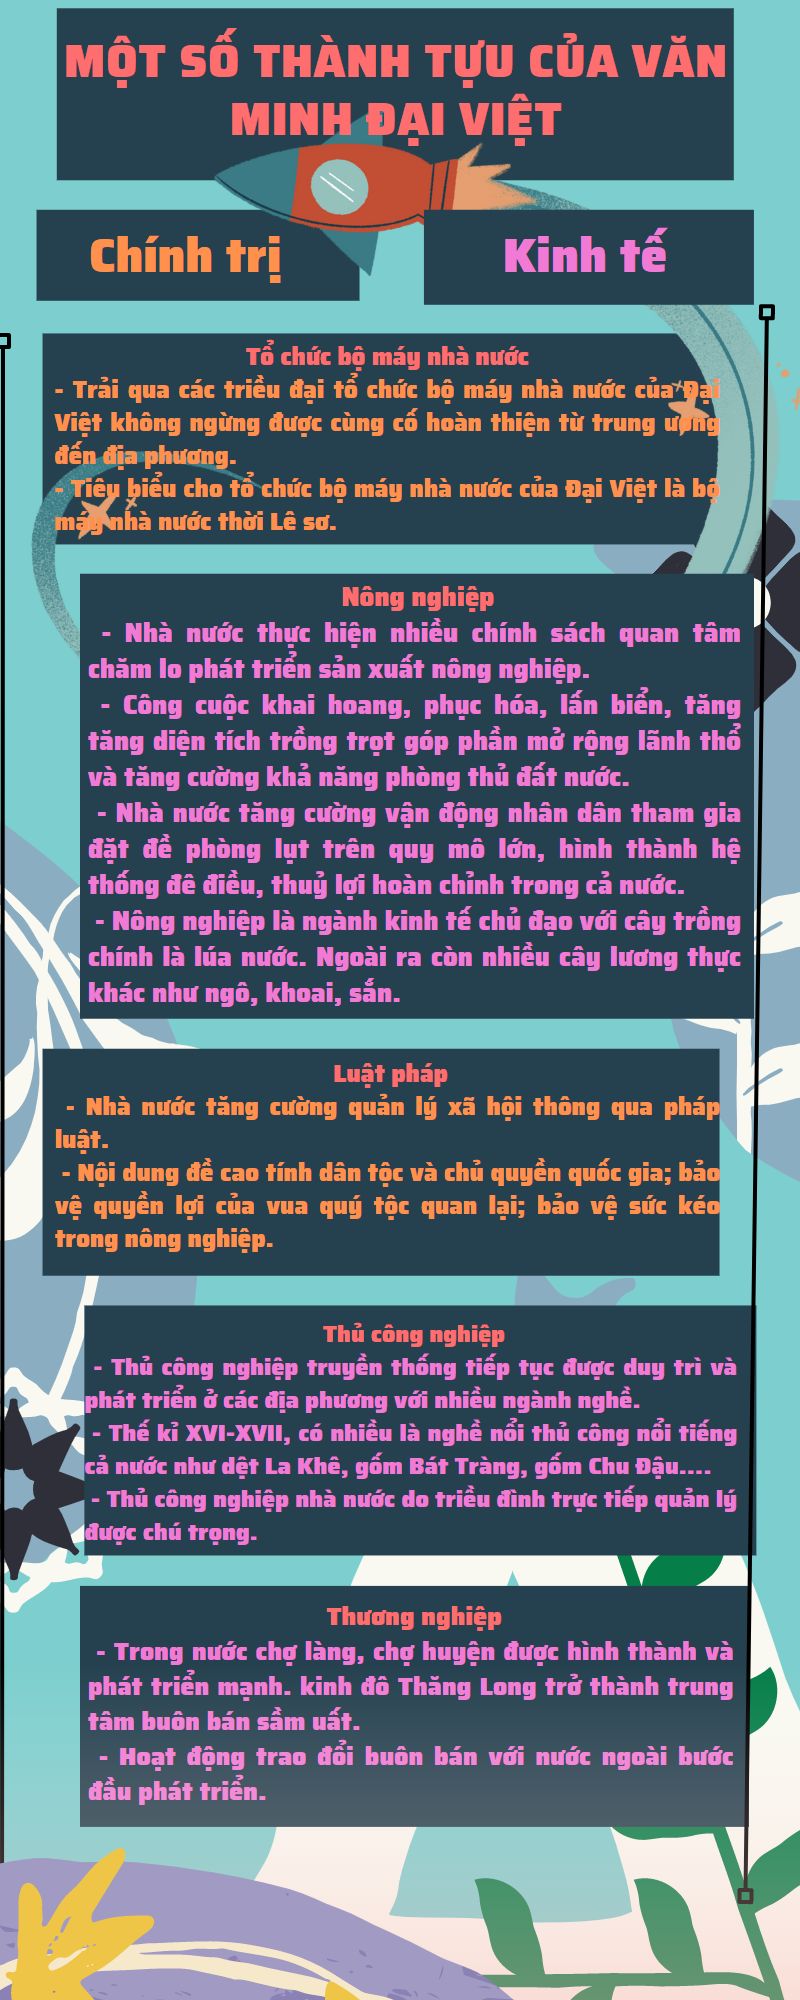 MỘT SỐ THÀNH TỰU CỦA VĂN
MINH ĐẠI VIỆT
Chính trị
Kinh tế
Tổ chức bộ máy nhà nước
- Trải qua các triều đại tổ chức bộ máy nhà nước của Đại
Việt không ngừng được cùng cố hoàn thiện từ trung ương
đến địa phương.
- Tiêu biểu cho tổ chức bộ máy nhà nước của Đại Việt là bộ
máy nhà nước thời Lê sơ.
Nông nghiệp
- Nhà nước thực hiện nhiều chính sách quan tâm
chăm lo phát triển sản xuất nông nghiệp.
- Công cuộc khai hoang, phục hóa, lấn biển, tăng
tăng diện tích trồng trọt góp phần mở rộng lãnh thổ
và tăng cường khả năng phòng thủ đất nước.
- Nhà nước tăng cường vận động nhân dân tham gia
đặt đề phòng lụt trên quy mô lớn, hình thành hệ
thống đê điều, thuỷ lợi hoàn chỉnh trong cả nước.
- Nông nghiệp là ngành kinh tế chủ đạo với cây trồng
chính là lúa nước. Ngoài ra còn nhiều cây lương thực
khác như ngô, khoai, sắn.
Luật pháp
- Nhà nước tăng cường quản lý xã hội thông qua pháp
luật.
- Nội dung đề cao tính dân tộc và chủ quyền quốc gia; bảo
vệ quyền lợi của vua quý tộc quan lại; bảo vệ sức kéo
trong nông nghiệp.
Thủ công nghiệp
- Thủ công nghiệp truyền thống tiếp tục được duy trì và
phát triển ở các địa phương với nhiều ngành nghề.
- Thế kỉ XVI-XVII, có nhiều là nghề nổi thủ công nổi tiếng
cả nước như dệt La Khê, gốm Bát Tràng, gốm Chu Đậu....
- Thủ công nghiệp nhà nước do triều đình trực tiếp quản lý
được chú trọng.
Thương nghiệp
- Trong nước chợ làng, chợ huyện được hình thành và
phát triển mạnh. kinh đô Thăng Long trở thành trung
tâm buôn bán sầm uất.
- Hoạt động trao đổi buôn bán với nước ngoài bước
đầu phát triển.